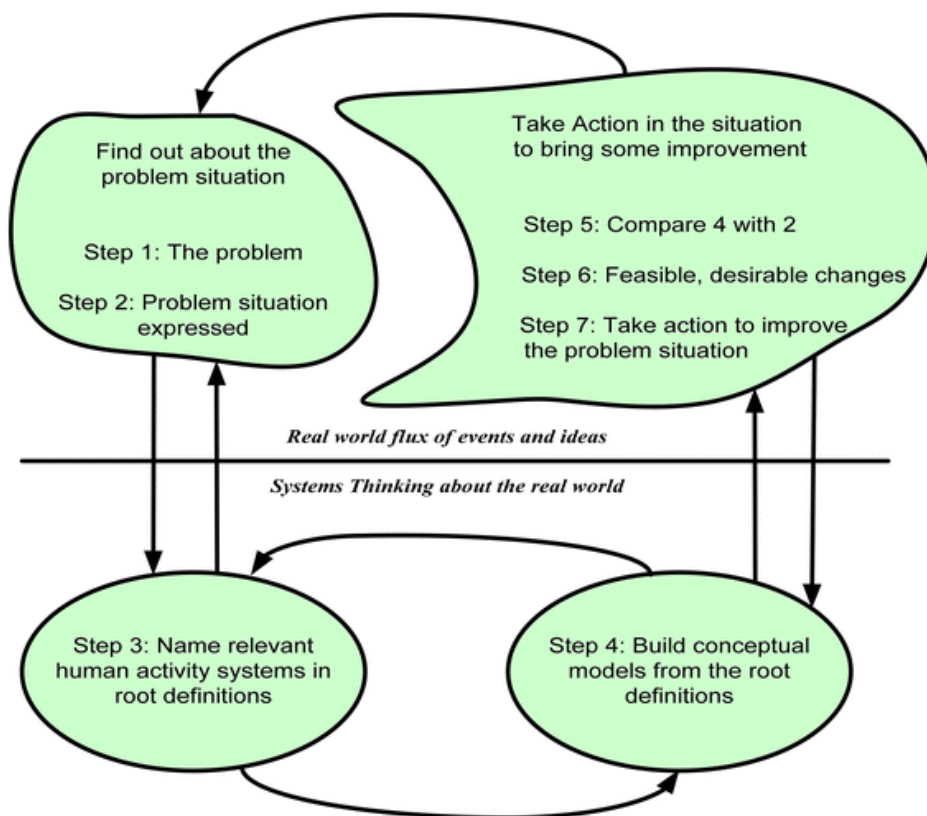 Find out about the
problem situation
Step 1: The problem
Step 2: Problem situation
expressed
Take Action in the situation
to bring some improvement
Step 5: Compare 4 with 2
Step 6: Feasible, desirable changes
Step 7: Take action to improve
the problem situation
Real world flux of events and ideas
Systems Thinking about the real world
Step 3: Name relevant
human activity systems in
root definitions
Step 4: Build conceptual
models from the root
definitions